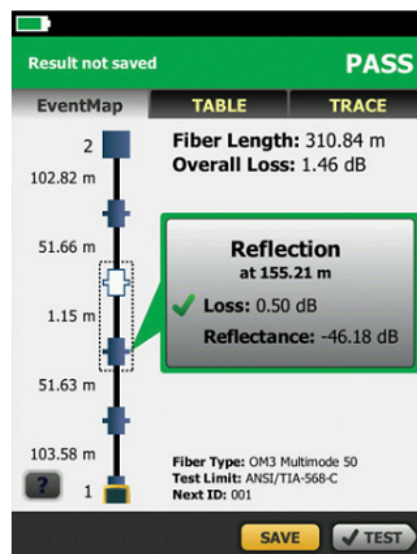 Result not saved
PASS
EventMap
TABLE
TRACE
2
Fiber Length: 310.84 m
Overall Loss: 1.46 dB
102.82 m
51.66 m
Reflection
at 155.21 m
Loss: 0.50 dB
Reflectance: -46.18 dB
1.15 m
51.63 m
103.58 m
Fiber Type: OM3 Multimode 50
Test Limit: ANSI/TIA-568-C
Next ID: 001
?
1
SAVE
TEST